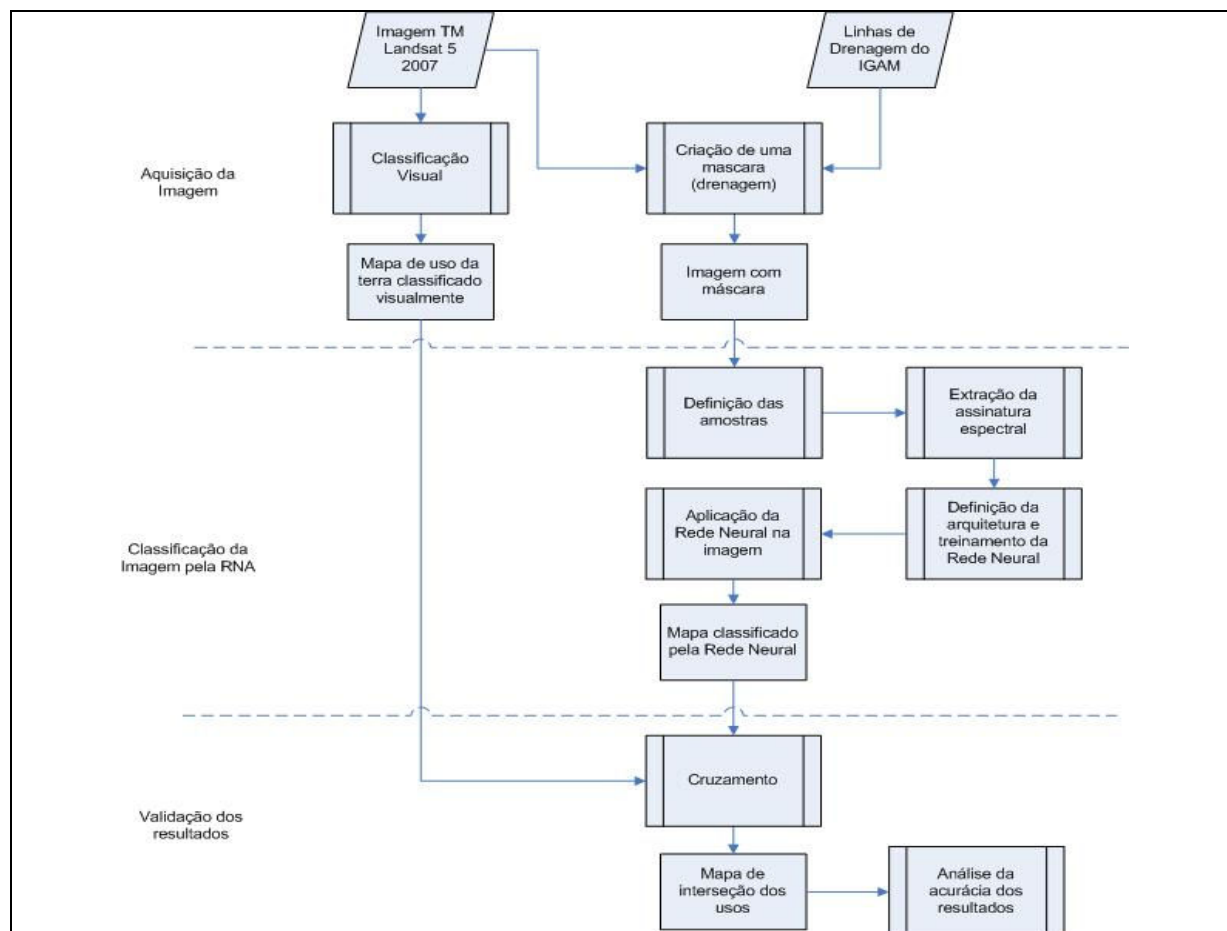 Imagem TM
Landsat 5
2007
Linhas de
Drenagem do
IGAM
Aquisição da
Imagem
Classificação
Visual
Criação de uma
mascara
(drenagem)
Mapa de uso da
terra classificado
visualmente
Imagem com
máscara
Classificação da
Imagem pela RNA
Definição das
amostras
Extração da
assinatura
espectral
Aplicação da
Rede Neural na
imagem
Definição da
arquitetura e
treinamento da
Rede Neural
Mapa classificado
pela Rede Neural
Validação dos
resultados
Cruzamento
Mapa de
interseção dos
usos
Análise da
acurácia dos
resultados